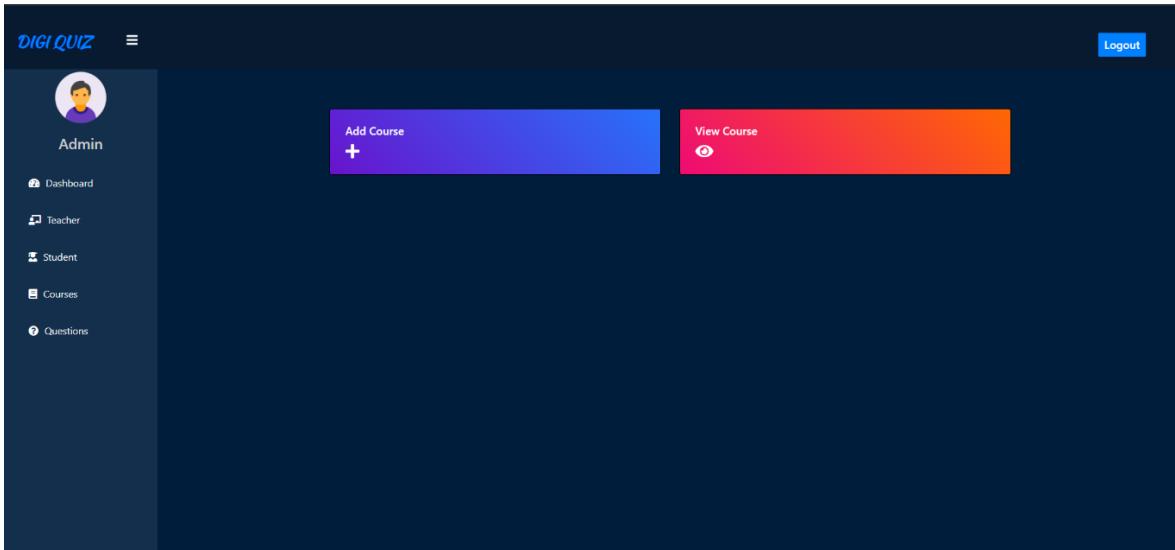 DIGI QUIZ
Logout
Admin
Dashboard
Teacher
Student
Courses
Questions
Add Course
View Course